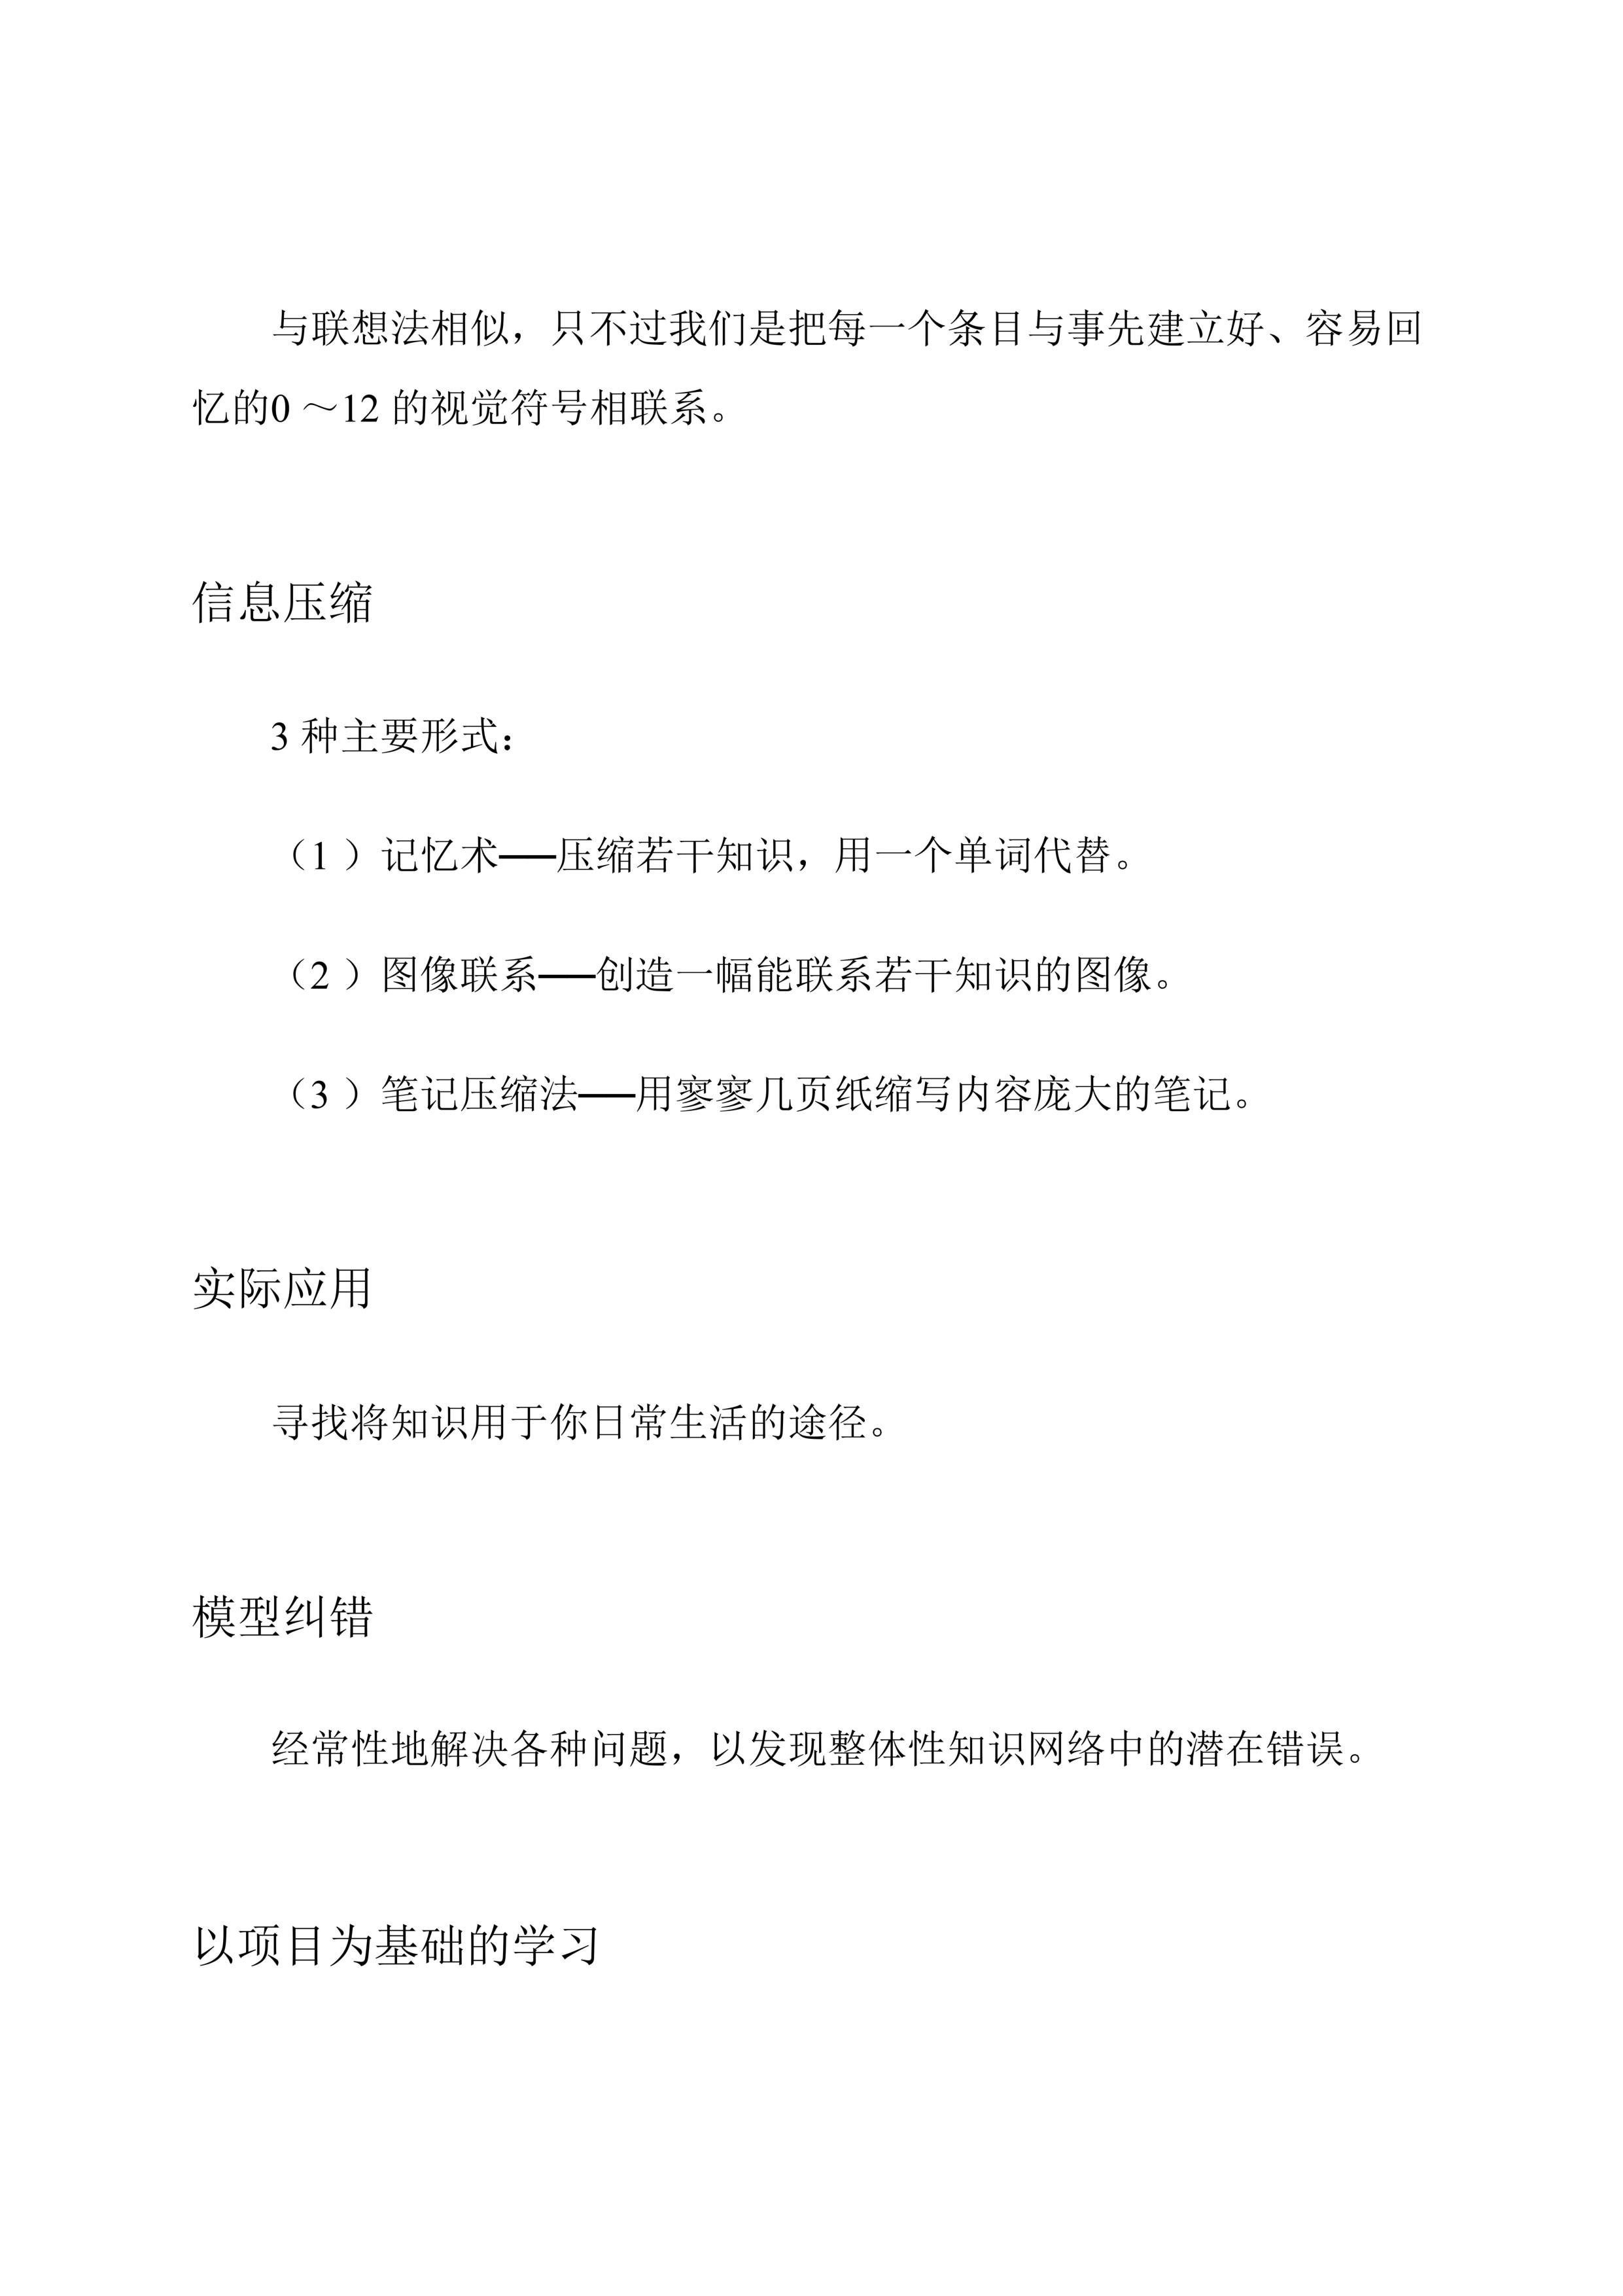 与联想法相似，只不过我们是把每一个条目与事先建立好、容易回
忆的0 ～12 的视觉符号相联系。
信息压缩
3 种主要形式：
（1 ）记忆术——压缩若干知识，用一个单词代替。
（2 ）图像联系——创造一幅能联系若干知识的图像。
（3 ）笔记压缩法——用寥寥几页纸缩写内容庞大的笔记。
实际应用
寻找将知识用于你日常生活的途径。
模型纠错
经常性地解决各种问题，以发现整体性知识网络中的潜在错误。
以项目为基础的学习